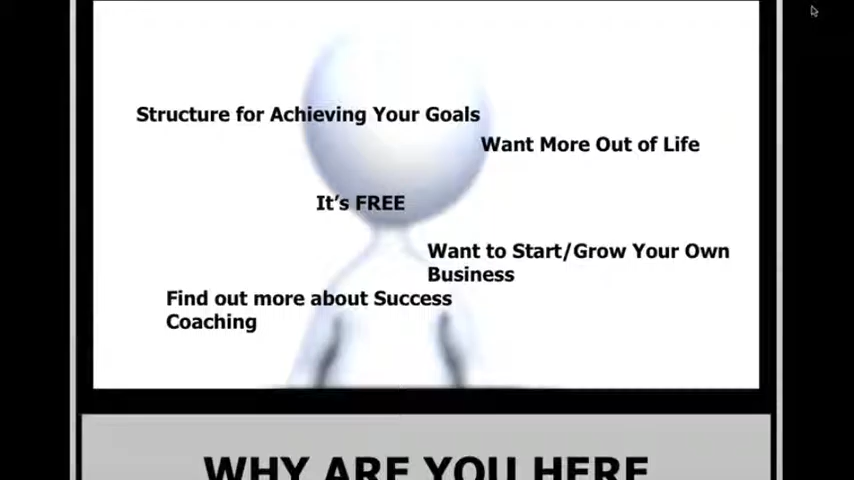 Structure for Achieving Your Goals
Want More Out of Life
It's FREE
Want to Start/Grow Your Own
Business
Find out more about Success
Coaching
WHY ARE YOU HERE